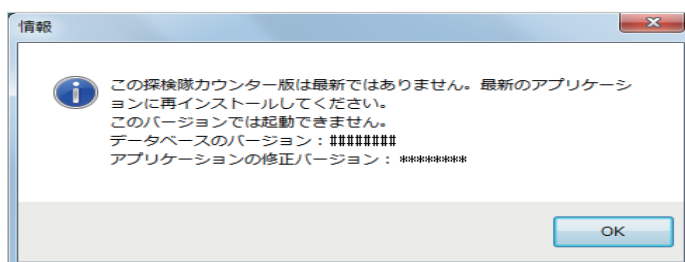 情報
この探検隊カウンター版は最新ではありません。最新のアプリケーシ
ョンに再インストールしてください。
このバージョンでは起動できません。
データベースのバージョン：########
アプリケーションの修正バージョン：********
OK